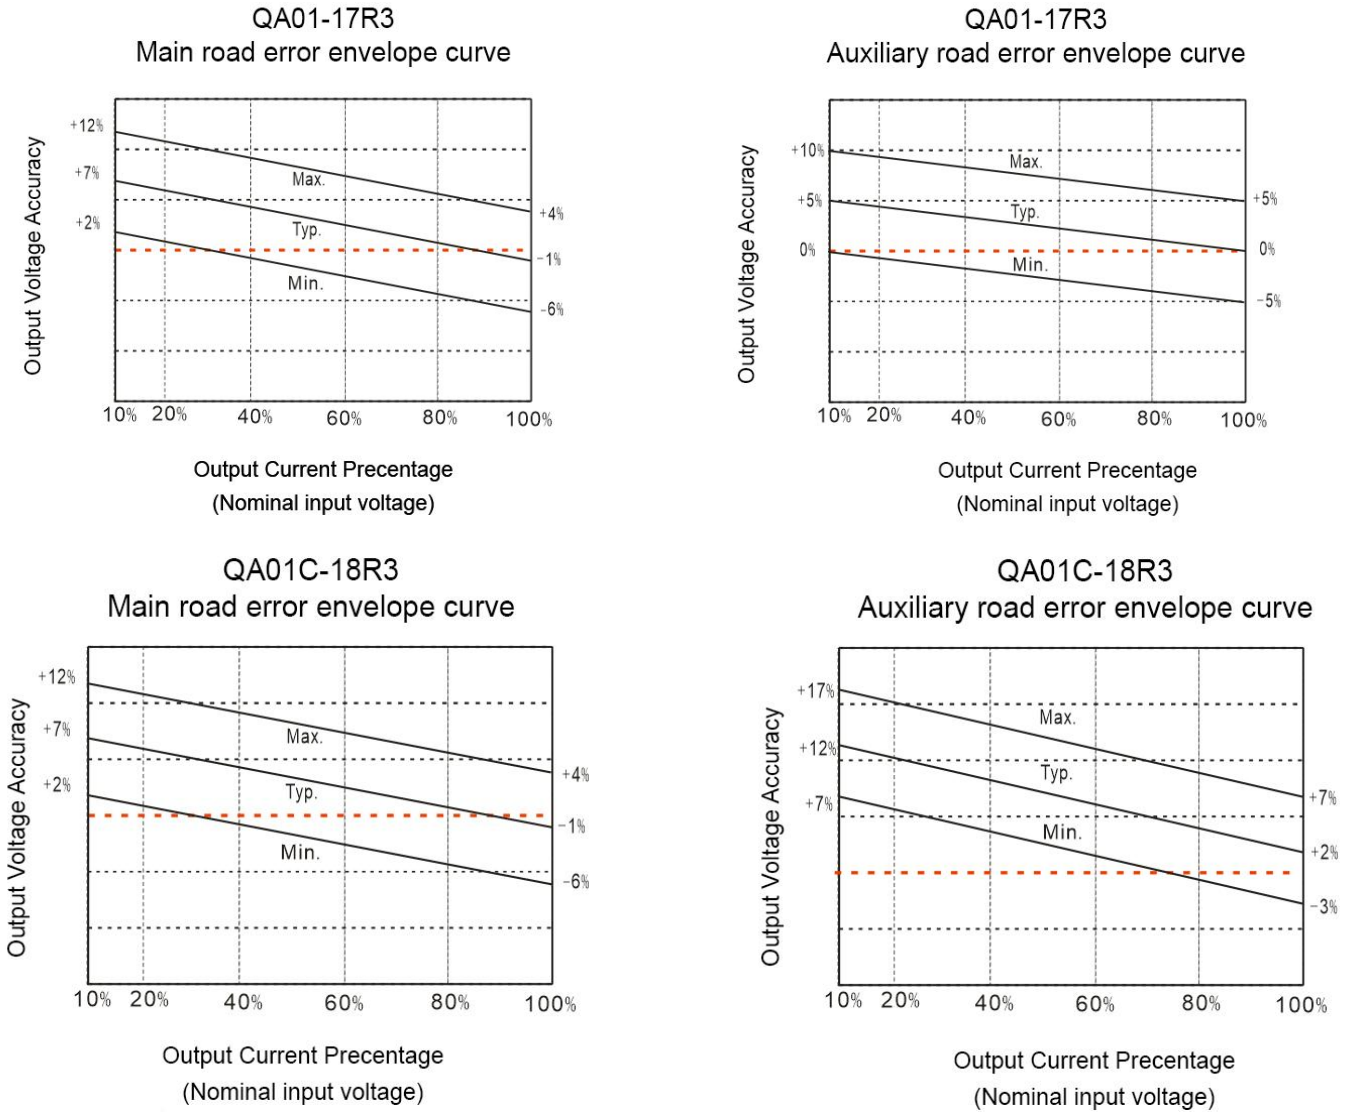 QA01-17R3
Main road error envelope curve
Output Voltage Accuracy
+12%
+7%
+2%
Max.
Typ.
Min.
+4%
-1%
-6%
10% 20% 40% 60% 80% 100%
Output Current Precentage
(Nominal input voltage)
QA01-17R3
Auxiliary road error envelope curve
Output Voltage Accuracy
+10%
+5%
0%
Max.
Typ.
Min.
+5%
0%
-5%
10% 20% 40% 60% 80% 100%
Output Current Precentage
(Nominal input voltage)
QA01C-18R3
Main road error envelope curve
Output Voltage Accuracy
+12%
+7%
+2%
Max.
Typ.
Min.
+4%
-1%
-6%
10% 20% 40% 60% 80% 100%
Output Current Precentage
(Nominal input voltage)
QA01C-18R3
Auxiliary road error envelope curve
Output Voltage Accuracy
+17%
+12%
+7%
Max.
Typ.
Min.
+7%
+2%
-3%
10% 20% 40% 60% 80% 100%
Output Current Precentage
(Nominal input voltage)